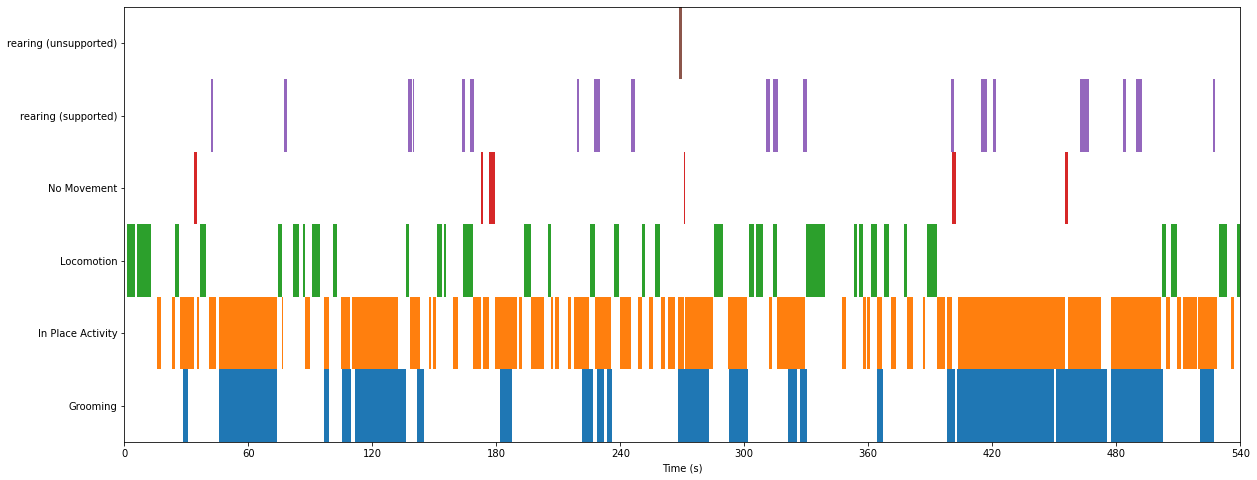 rearing (unsupported)
rearing (supported)
No Movement
Locomotion
In Place Activity
Grooming
0 60 120 180 240 300 360 420 480 540
Time (s)